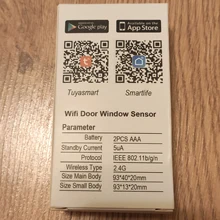 Google play
App Store
Tuyasmart Smartlife
Wifi Door Window Sensor
Parameter
Battery 2PCS AAA
Standby Current 5uA
Protocol IEEE 802.11b/g/n
Wireless Type 2.4G
Size Main Body 93*40*20mm
Size Small Body 93*13*20mm